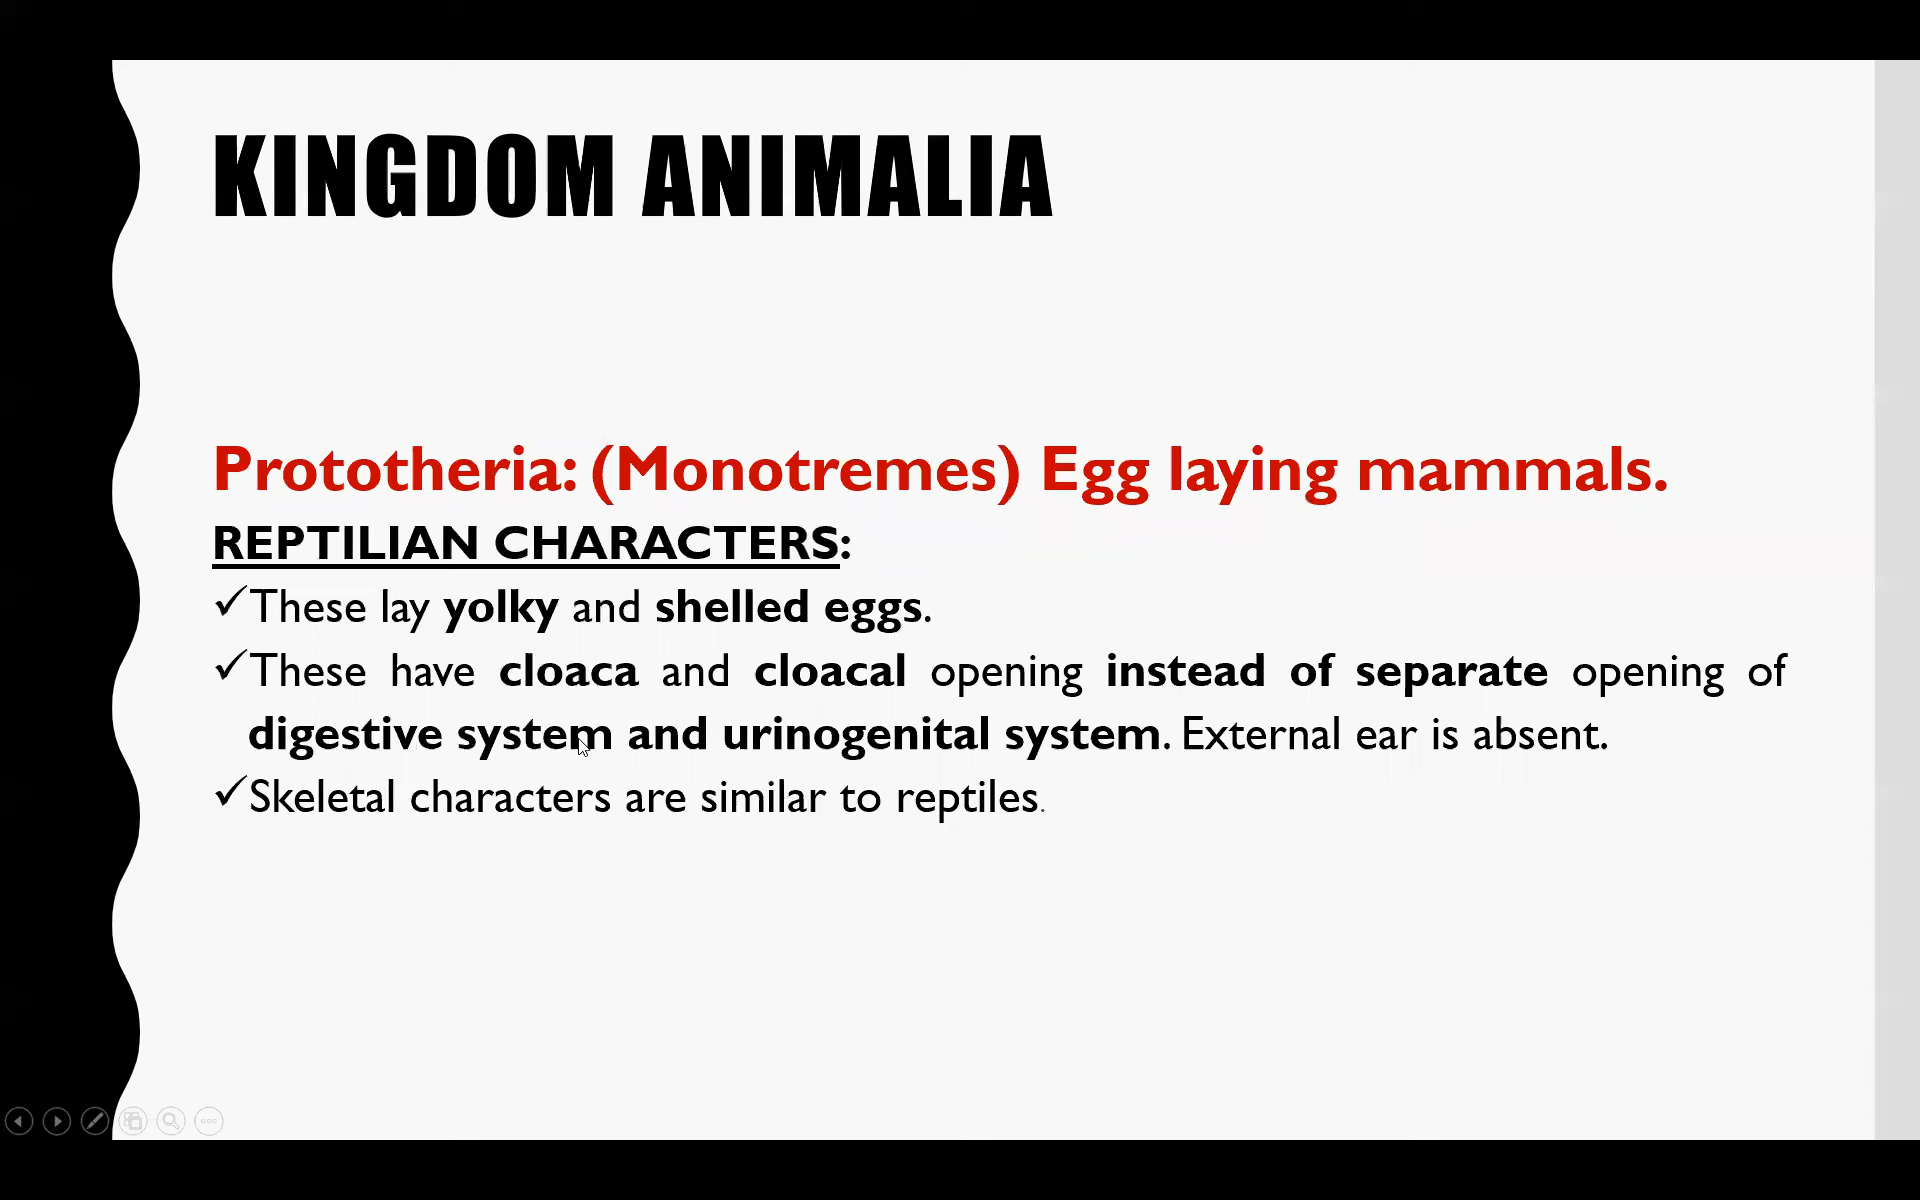 KINGDOM ANIMALIA
Prototheria: (Monotremes) Egg laying mammals.
REPTILIAN CHARACTERS:
✓These lay yolky and shelled eggs.
✓These have cloaca and cloacal opening instead of separate opening of
digestive system and urinogenital system. External ear is absent.
✓Skeletal characters are similar to reptiles.